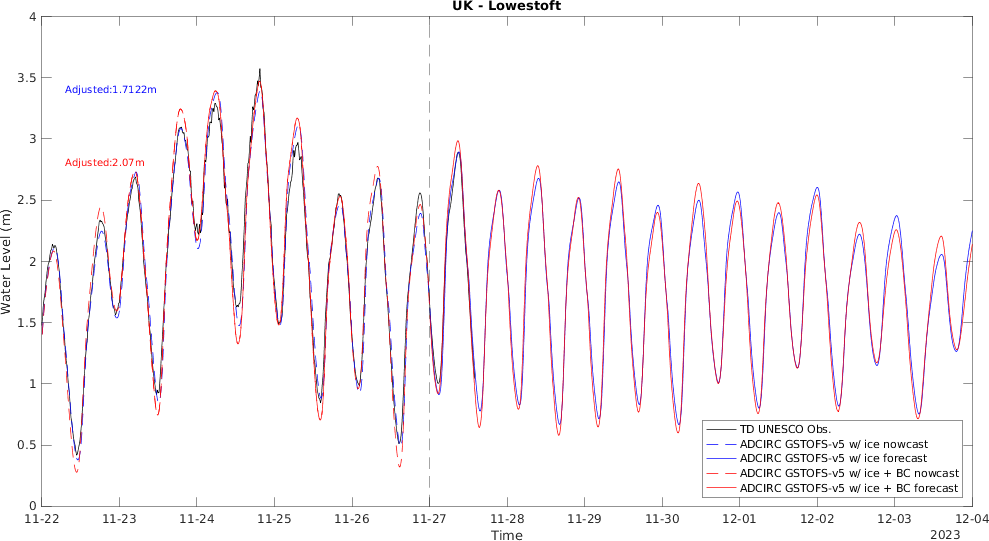 UK - Lowestoft
4
3.5
3
2.5
2
1.5
1
0.5
0
Water Level (m)
Adjusted:1.7122m
Adjusted:2.07m
TD UNESCO Obs.
ADCIRC GSTOFS-v5 w/ ice nowcast
ADCIRC GSTOFS-v5 w/ ice forecast
ADCIRC GSTOFS-v5 w/ ice + BC nowcast
ADCIRC GSTOFS-v5 w/ ice + BC forecast
11-22 11-23 11-24 11-25 11-26 11-27 11-28 11-29 11-30 12-01 12-02 12-03 12-04
Time
2023